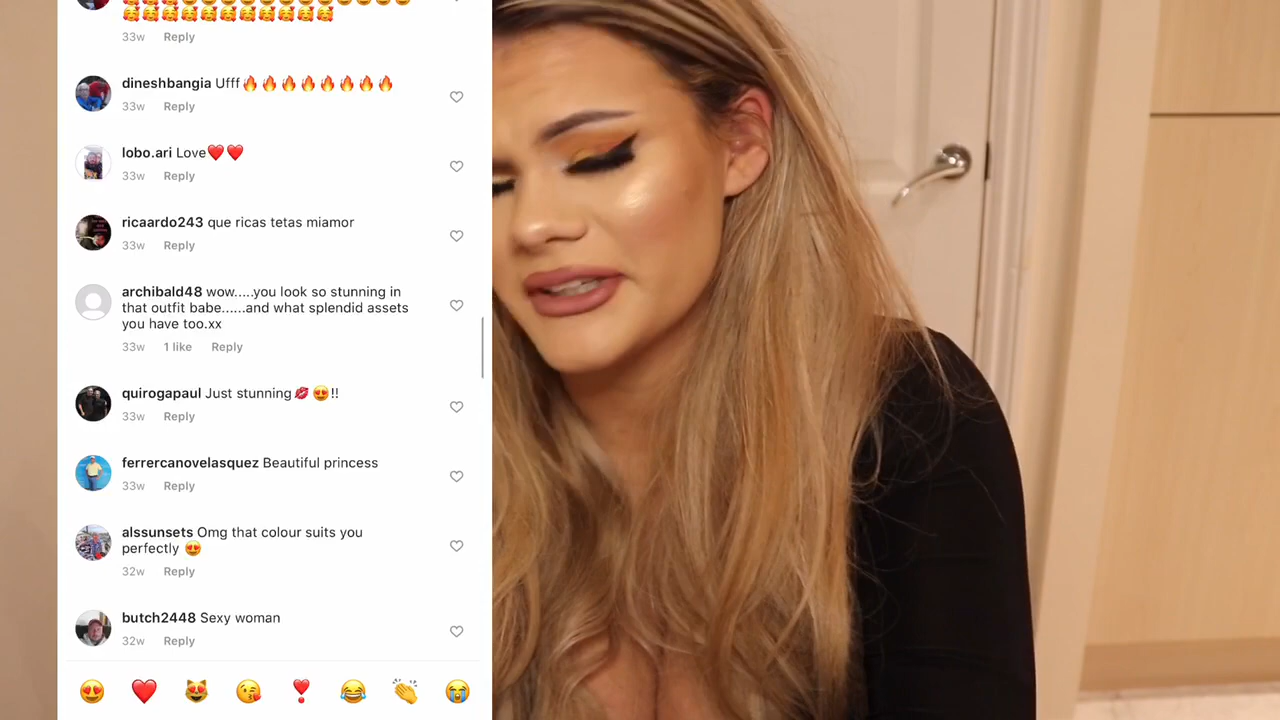 🥰🥰🥰😍😍😍😍😍😍😍😍😍😍😍😍
🥰🥰🥰🥰🥰🥰🥰🥰🥰🥰🥰
33w Reply
dineshbangia Ufff🔥🔥🔥🔥🔥🔥🔥🔥
33w Reply
lobo.ari Love❤️❤️
33w Reply
ricaardo243 que ricas tetas miamor
33w Reply
archibald48 wow.....you look so stunning in
that outfit babe......and what splendid assets
you have too.xx
33w 1 like Reply
quirogapaul Just stunning💋😍!!
33w Reply
ferrercanovelasquez Beautiful princess
33w Reply
alssunsets Omg that colour suits you
perfectly 😍
32w Reply
butch2448 Sexy woman
32w Reply